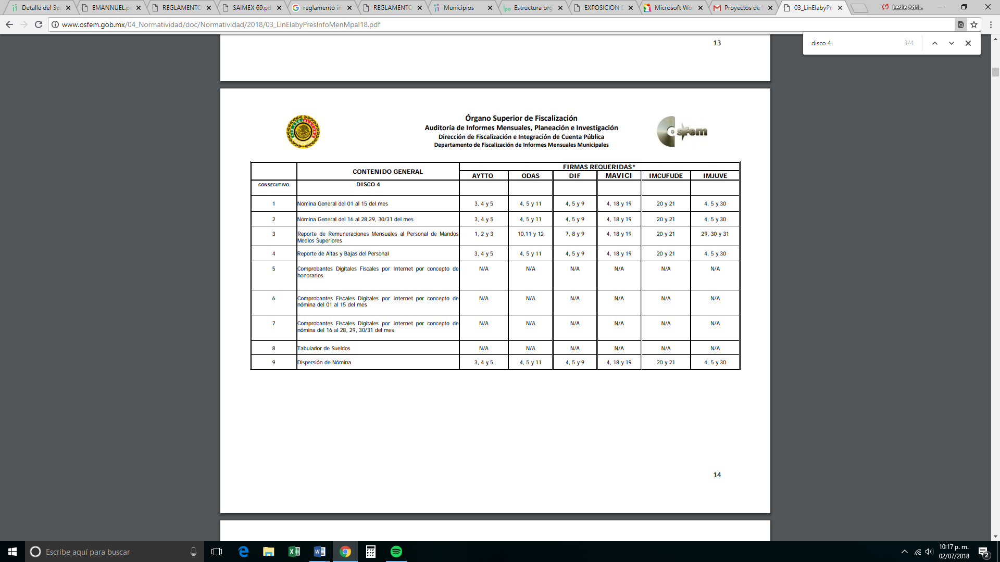 Detalle del Se
EMANNUEL.p
REGLAMENTO
SAIMEX 69.pd
reglamento in
REGLAMENTO
Municipios
Estructura org
EXPOSICION D
Microsoft Wo
Proyectos de
03_LinElabyPr
Leslie Adri...
www.osfem.gob.mx/04_Normatividad/doc/Normatividad/2018/03_LinElabyPresInfoMenMpal18.pdf
disco 4 3/4
13
Órgano Superior de Fiscalización
Auditoría de Informes Mensuales, Planeación e Investigación
Dirección de Fiscalización e Integración de Cuenta Pública
Departamento de Fiscalización de Informes Mensuales Municipales
osfem
CONTENIDO GENERAL FIRMAS REQUERIDAS*
AYTTO ODAS DIF MAVICI IMCUFUDE IMJUVE
CONSECUTIVO DISCO 4
1 Nómina General del 01 al 15 del mes 3, 4 y 5 4, 5 y 11 4, 5 y 9 4, 18 y 19 20 y 21 4, 5 y 30
2 Nómina General del 16 al 28,29, 30/31 del mes 3, 4 y 5 4, 5 y 11 4, 5 y 9 4, 18 y 19 20 y 21 4, 5 y 30
3 Reporte de Remuneraciones Mensuales al Personal de Mandos 1, 2 y 3 10,11 y 12 7, 8 y 9 4, 18 y 19 20 y 21 29, 30 y 31
Medios Superiores
4 Reporte de Altas y Bajas del Personal 3, 4 y 5 4, 5 y 11 4, 5 y 9 4, 18 y 19 20 y 21 4, 5 y 30
5 Comprobantes Digitales Fiscales por Internet por concepto de N/A N/A N/A N/A N/A N/A
honorarios
6 Comprobantes Fiscales Digitales por Internet por concepto de N/A N/A N/A N/A N/A N/A
nómina del 01 al 15 del mes
7 Comprobantes Fiscales Digitales por Internet por concepto de N/A N/A N/A N/A N/A N/A
nómina del 16 al 28, 29, 30/31 del mes
8 Tabulador de Sueldos N/A N/A N/A N/A N/A N/A
9 Dispersión de Nómina 3, 4 y 5 4, 5 y 11 4, 5 y 9 4, 18 y 19 20 y 21 4, 5 y 30
14
Escribe aquí para buscar
10:17 p. m.
02/07/2018
2